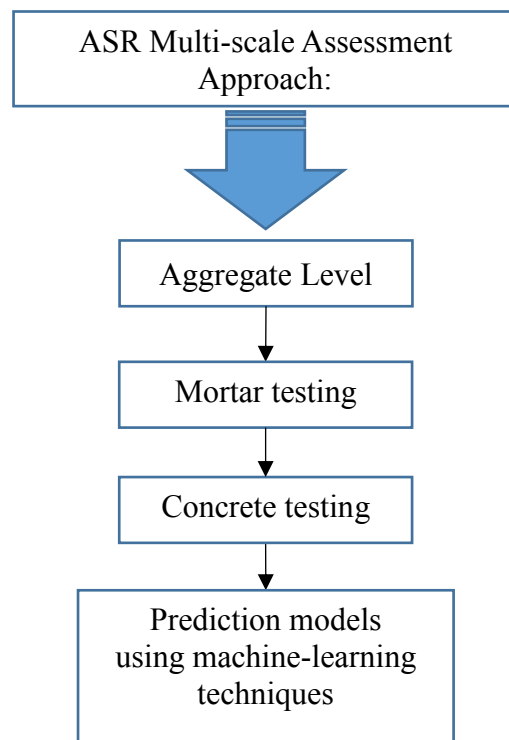 ASR Multi-scale Assessment
Approach:
Aggregate Level
Mortar testing
Concrete testing
Prediction models
using machine-learning
techniques